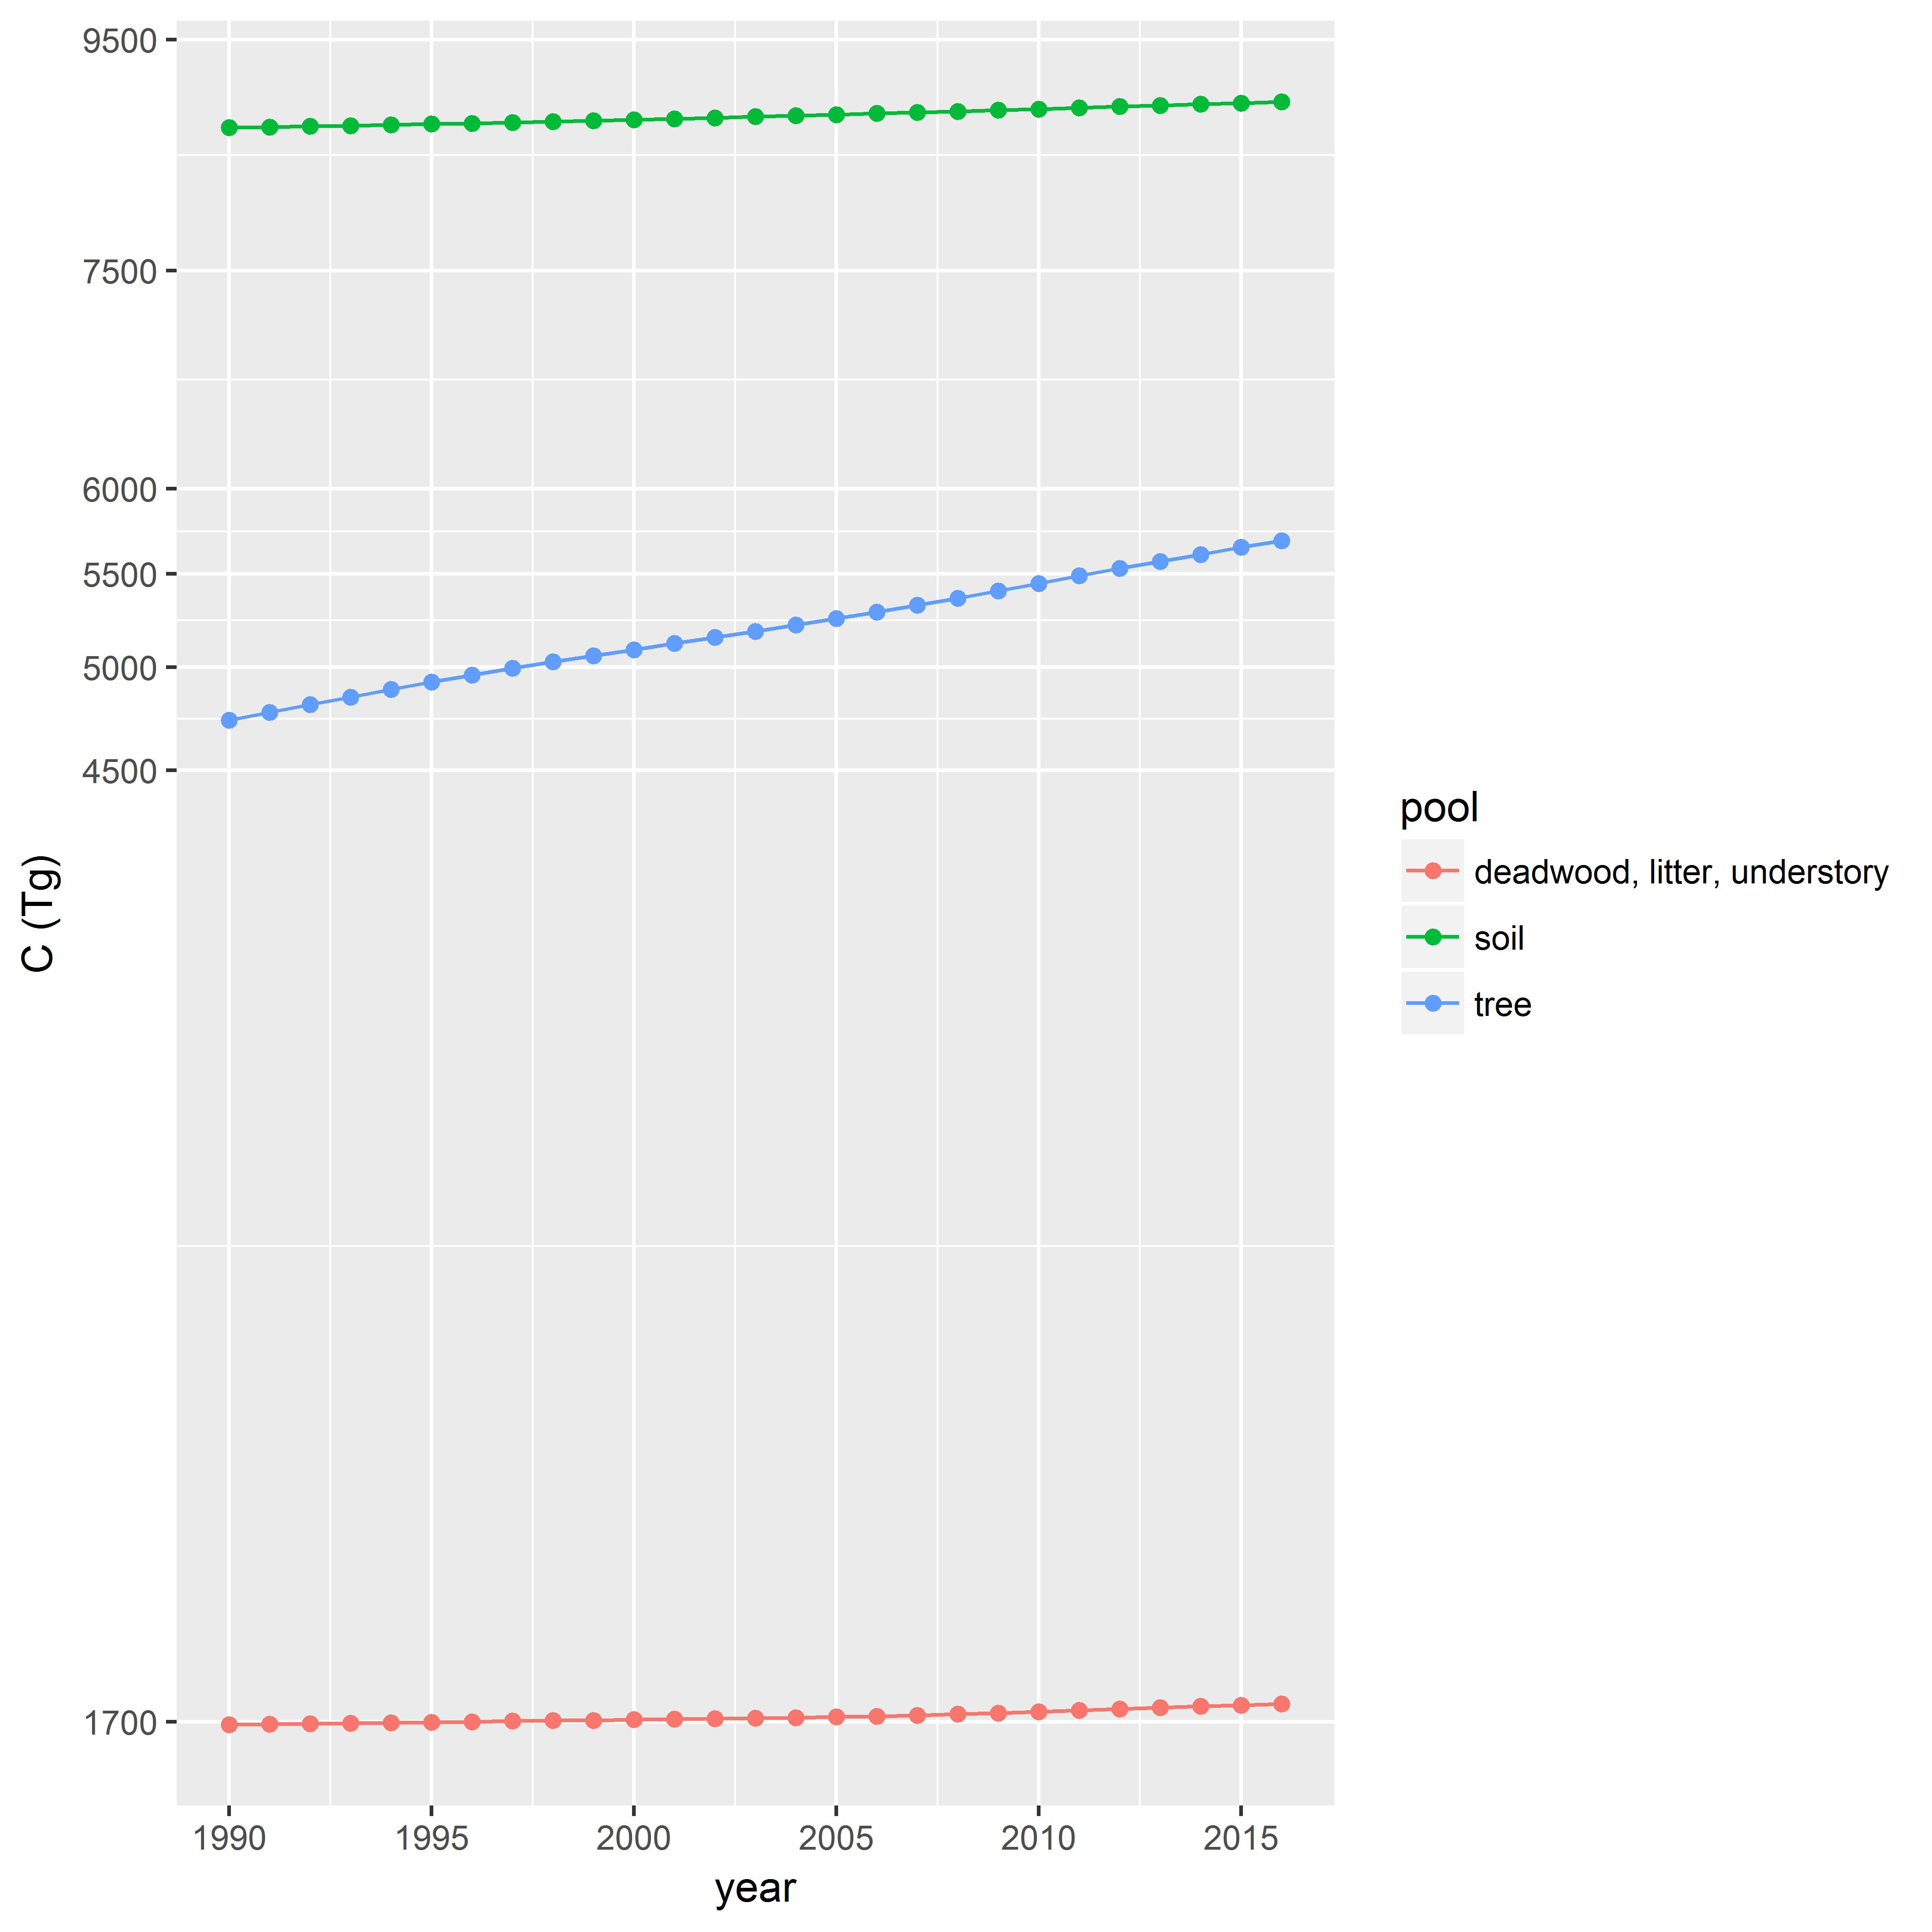 9500
7500
6000
5500
5000
4500
1700
C (Tg)
1990 1995 2000 2005 2010 2015
year
pool
deadwood, litter, understory
soil
tree